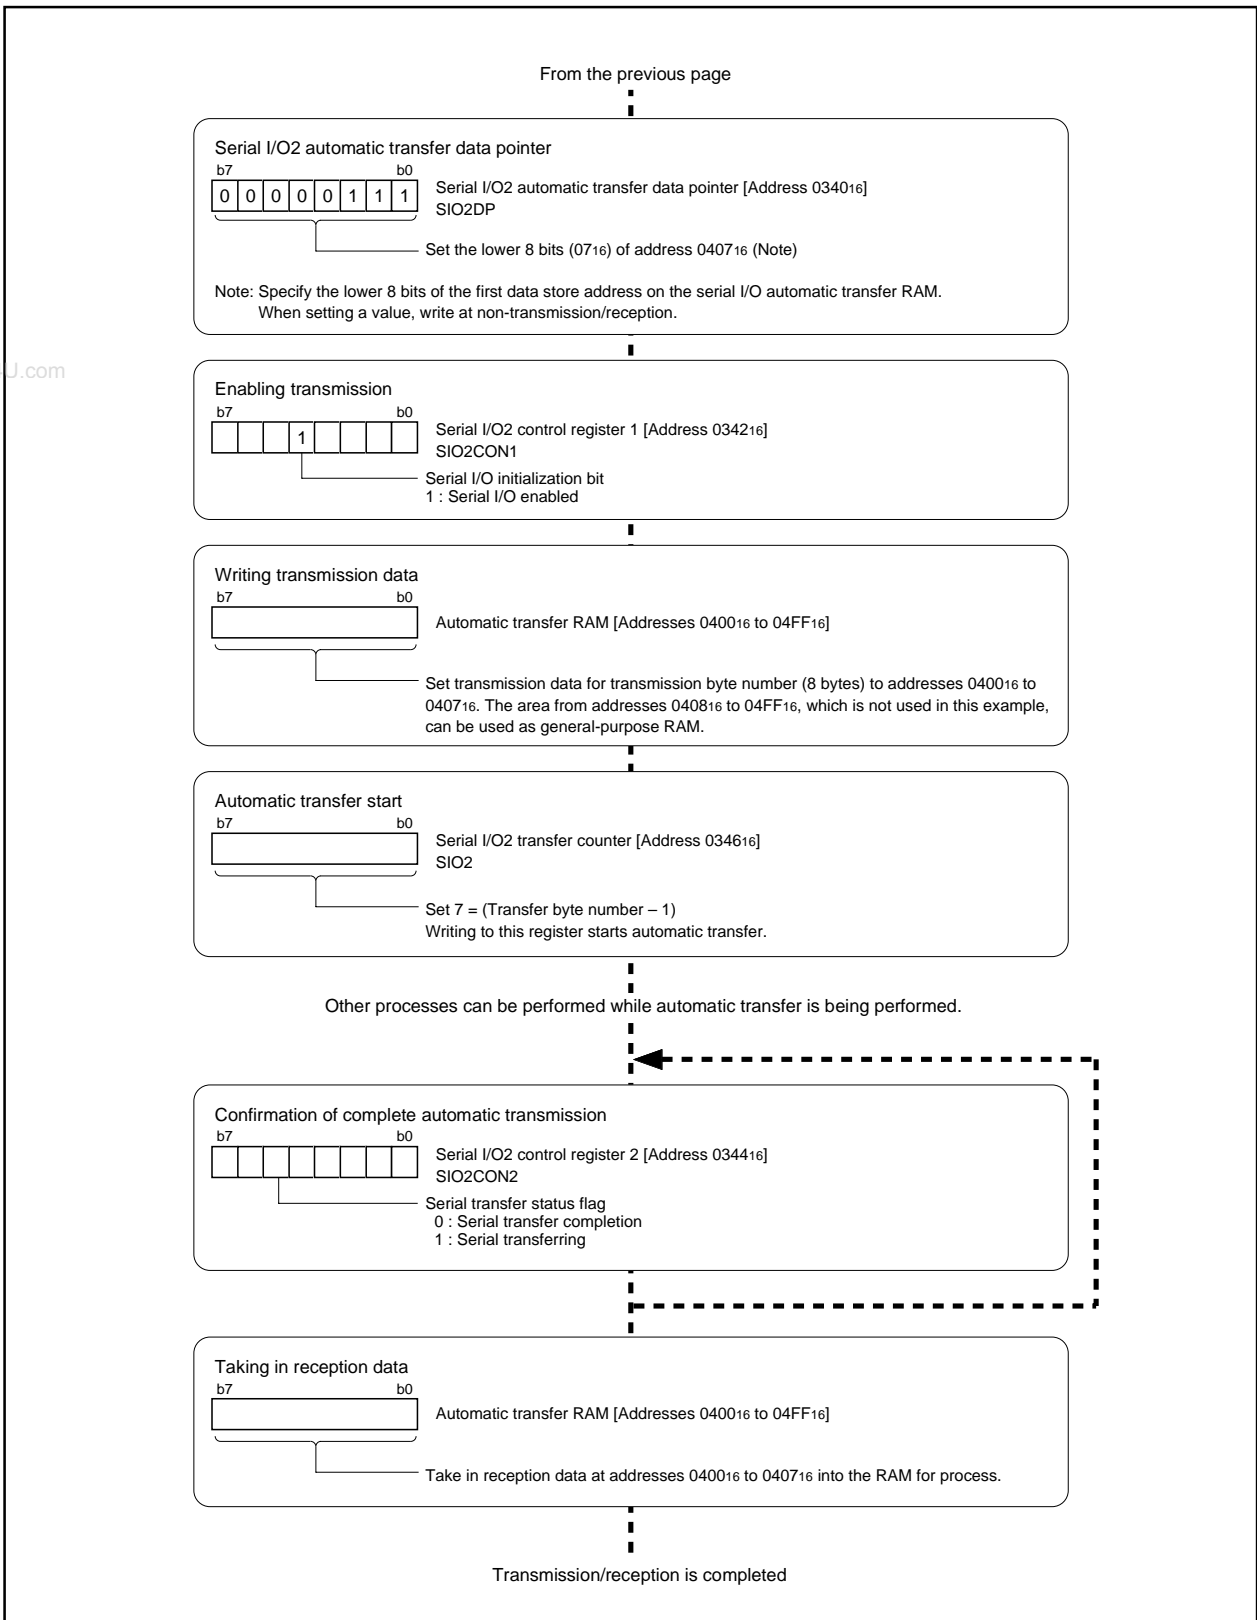 From the previous page
Serial I/O2 automatic transfer data pointer
b7 b0
0 0 0 0 0 1 1 1
Serial I/O2 automatic transfer data pointer [Address 034016]
SIO2DP
Set the lower 8 bits (0716) of address 040716 (Note)
Note: Specify the lower 8 bits of the first data store address on the serial I/O automatic transfer RAM.
When setting a value, write at non-transmission/reception.
U.com
Enabling transmission
b7 b0
1
Serial I/O2 control register 1 [Address 034216]
SIO2CON1
Serial I/O initialization bit
1 : Serial I/O enabled
Writing transmission data
b7 b0
Automatic transfer RAM [Addresses 040016 to 04FF16]
Set transmission data for transmission byte number (8 bytes) to addresses 040016 to
040716. The area from addresses 040816 to 04FF16, which is not used in this example,
can be used as general-purpose RAM.
Automatic transfer start
b7 b0
Serial I/O2 transfer counter [Address 034616]
SIO2
Set 7 = (Transfer byte number – 1)
Writing to this register starts automatic transfer.
Other processes can be performed while automatic transfer is being performed.
Confirmation of complete automatic transmission
b7 b0
Serial I/O2 control register 2 [Address 034416]
SIO2CON2
Serial transfer status flag
0 : Serial transfer completion
1 : Serial transferring
Taking in reception data
b7 b0
Automatic transfer RAM [Addresses 040016 to 04FF16]
Take in reception data at addresses 040016 to 040716 into the RAM for process.
Transmission/reception is completed